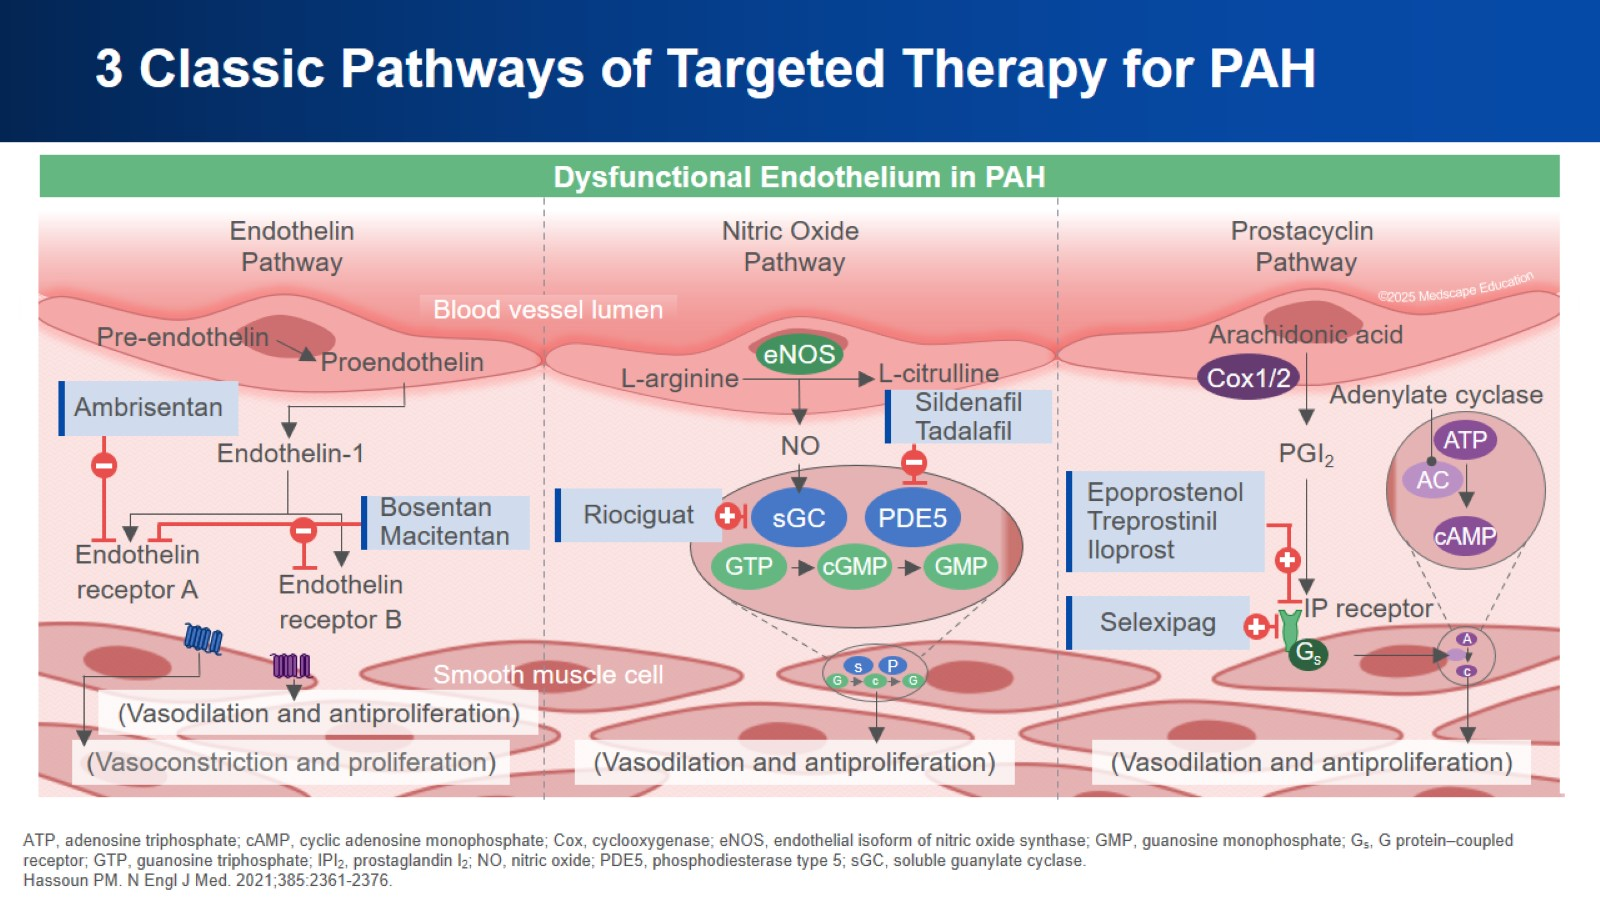 3 Classic Pathways of Targeted Therapy for PAH
Dysfunctional Endothelium in PAH
Endothelin
Pathway
Nitric Oxide
Pathway
Prostacyclin
Pathway
©2025 Medscape Education
Blood vessel lumen
Pre-endothelin
Proendothelin
Ambrisentan
Endothelin-1
Bosentan
Macitentan
Endothelin
receptor A
Endothelin
receptor B
(Vasodilation and antiproliferation)
(Vasoconstriction and proliferation)
eNOS
L-arginine
L-citrulline
Sildenafil
Tadalafil
NO
Riociguat
sGC
PDE5
GTP
cGMP
GMP
Smooth muscle cell
s
P
G
c
G
(Vasodilation and antiproliferation)
Arachidonic acid
Cox1/2
Adenylate cyclase
ATP
AC
cAMP
PGI₂
Epoprostenol
Treprostinil
Iloprost
IP receptor
Selexipag
Gₛ
A
c
(Vasodilation and antiproliferation)
ATP, adenosine triphosphate; cAMP, cyclic adenosine monophosphate; Cox, cyclooxygenase; eNOS, endothelial isoform of nitric oxide synthase; GMP, guanosine monophosphate; Gₛ, G protein–coupled
receptor; GTP, guanosine triphosphate; IPI₂, prostaglandin I₂; NO, nitric oxide; PDE5, phosphodiesterase type 5; sGC, soluble guanylate cyclase.
Hassoun PM. N Engl J Med. 2021;385:2361-2376.